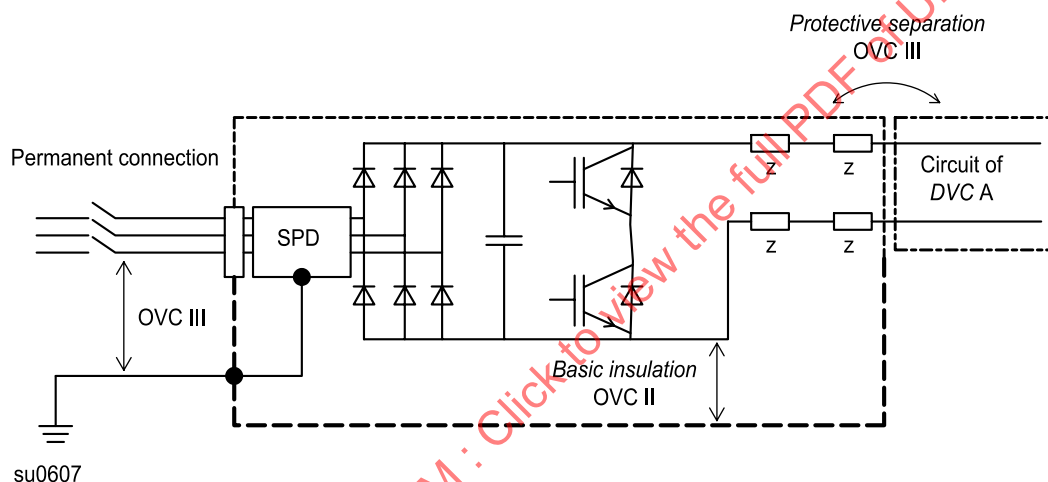 Protective separation
OVC III
Permanent connection
SPD
z
z
Circuit of
DVC A
z
z
OVC III
Basic insulation
OVC II
su0607
M : Click to view the full PDF of U